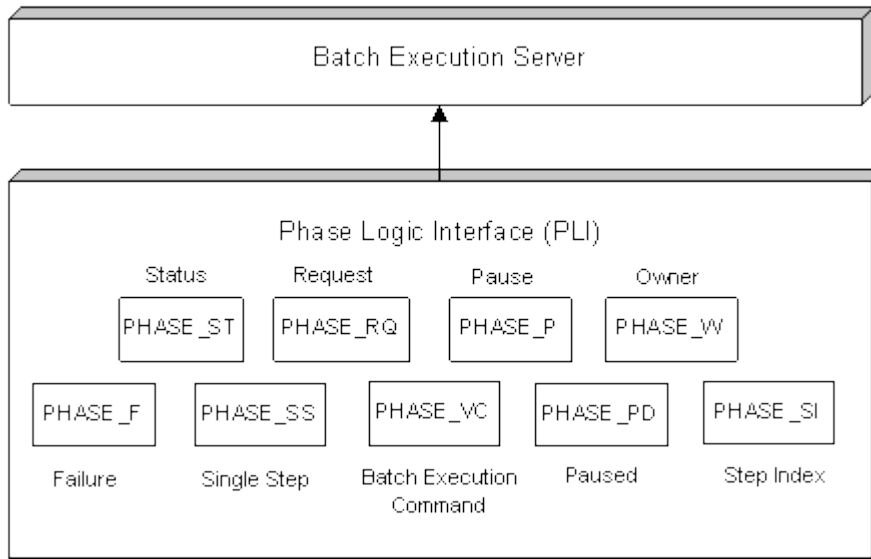 Batch Execution Server
Phase Logic Interface (PLI)
Status Request Pause Owner
PHASE_ST PHASE_RQ PHASE_P PHASE_W
PHASE_F PHASE_SS PHASE_VC PHASE_PD PHASE_SI
Failure Single Step Batch Execution Paused Step Index
Command